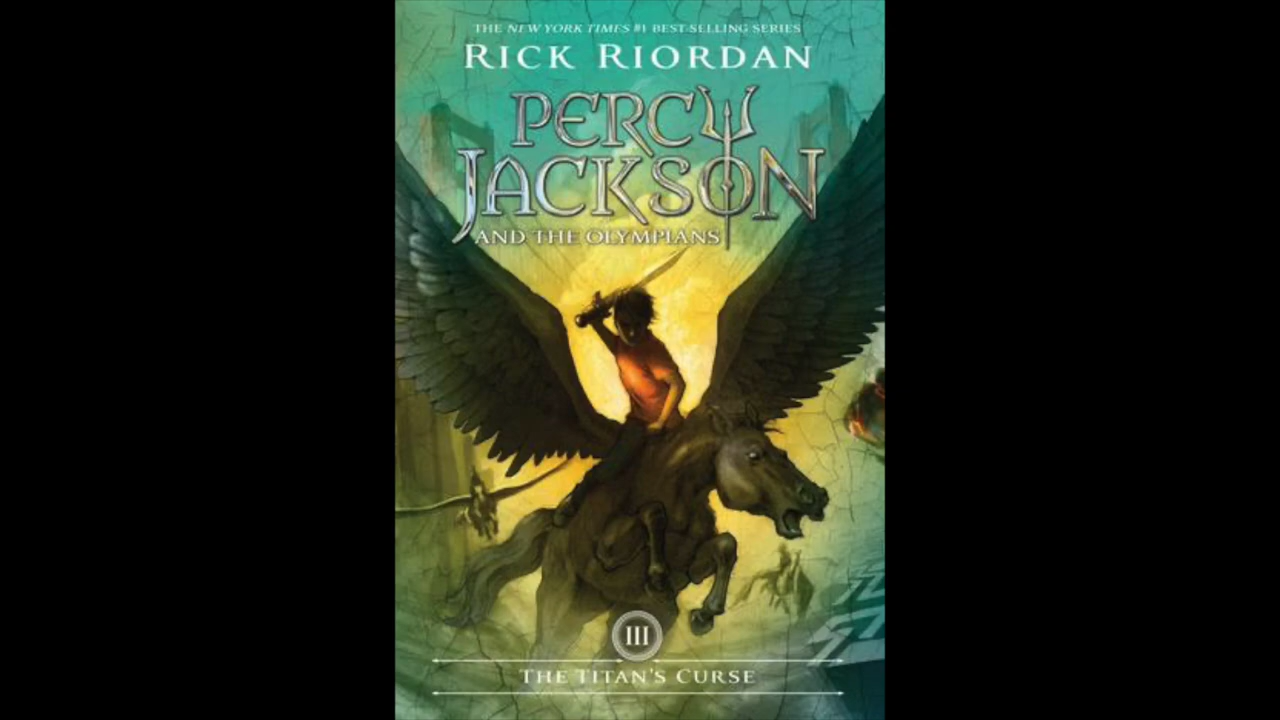 THE NEW YORK TIMES #1 BEST-SELLING SERIES
RICK RIORDAN
PERCY
JACKSON
AND THE OLYMPIANS
III
THE TITAN'S CURSE